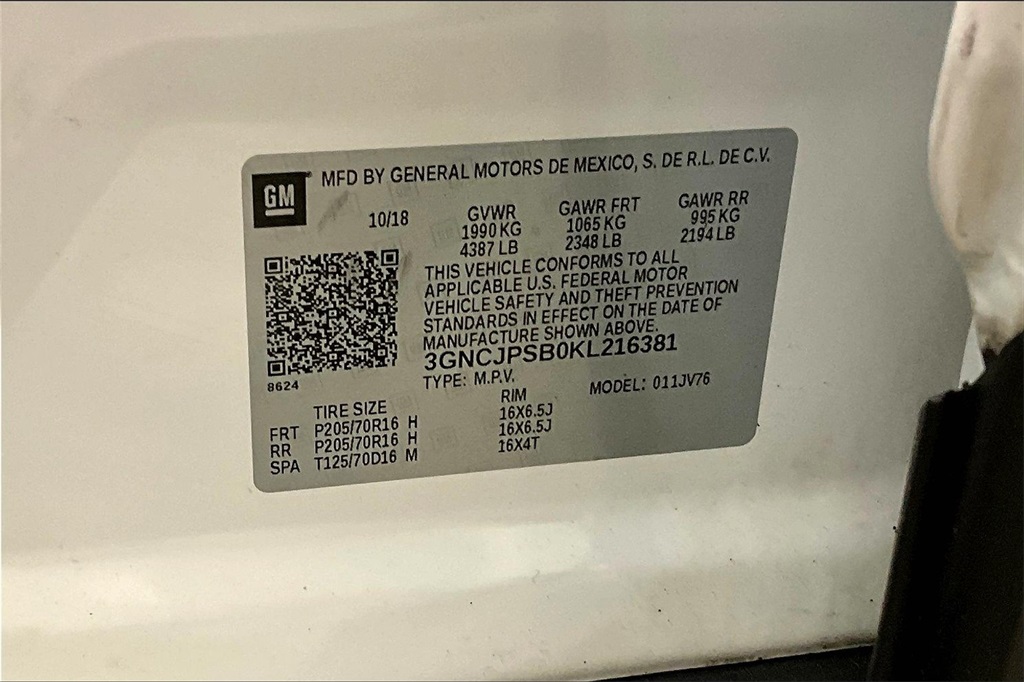 GM
MFD BY GENERAL MOTORS DE MEXICO, S. DE R.L. DE C.V.
10/18 GVWR GAWR FRT GAWR RR
1990 KG 1065 KG 995 KG
4387 LB 2348 LB 2194 LB
THIS VEHICLE CONFORMS TO ALL
APPLICABLE U.S. FEDERAL MOTOR
VEHICLE SAFETY AND THEFT PREVENTION
STANDARDS IN EFFECT ON THE DATE OF
MANUFACTURE SHOWN ABOVE.
3GNCJPSB0KL216381
8624
TYPE: M.P.V. MODEL: 011JV76
TIRE SIZE RIM
FRT P205/70R16 H 16X6.5J
RR P205/70R16 H 16X6.5J
SPA T125/70D16 M 16X4T